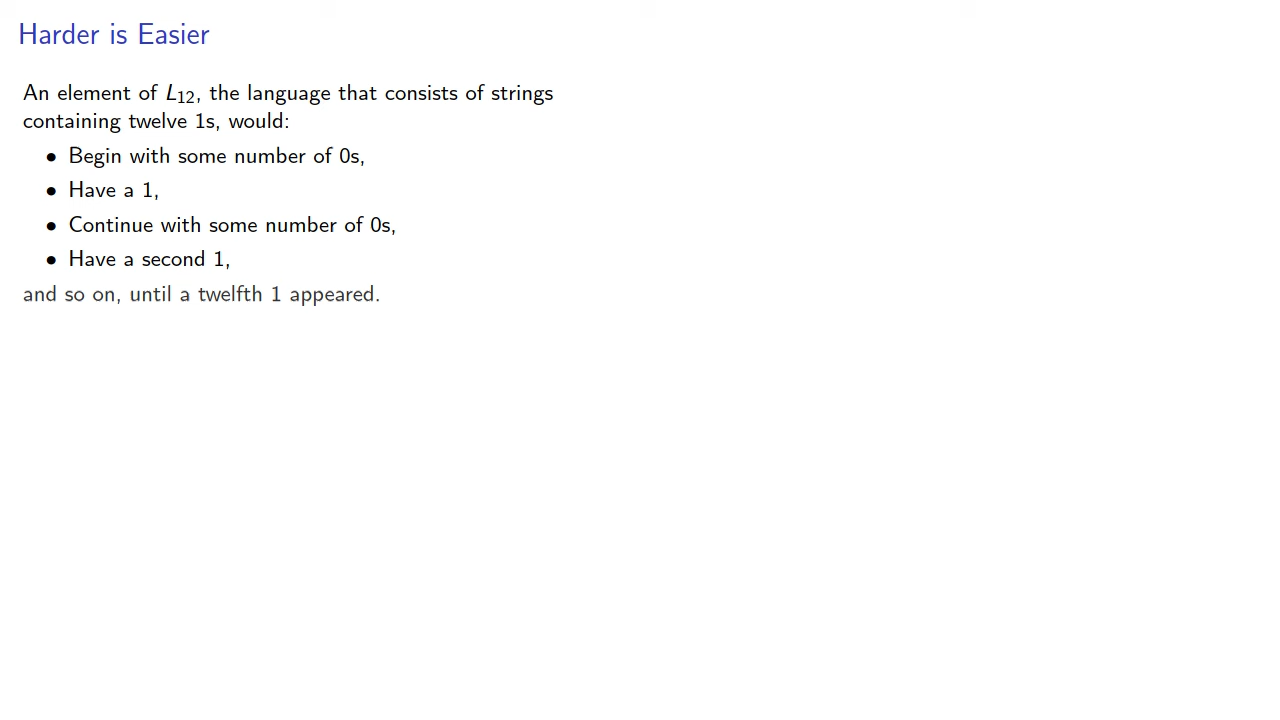 Harder is Easier
An element of L₁₂, the language that consists of strings
containing twelve 1s, would:
• Begin with some number of 0s,
• Have a 1,
• Continue with some number of 0s,
• Have a second 1,
and so on, until a twelfth 1 appeared.